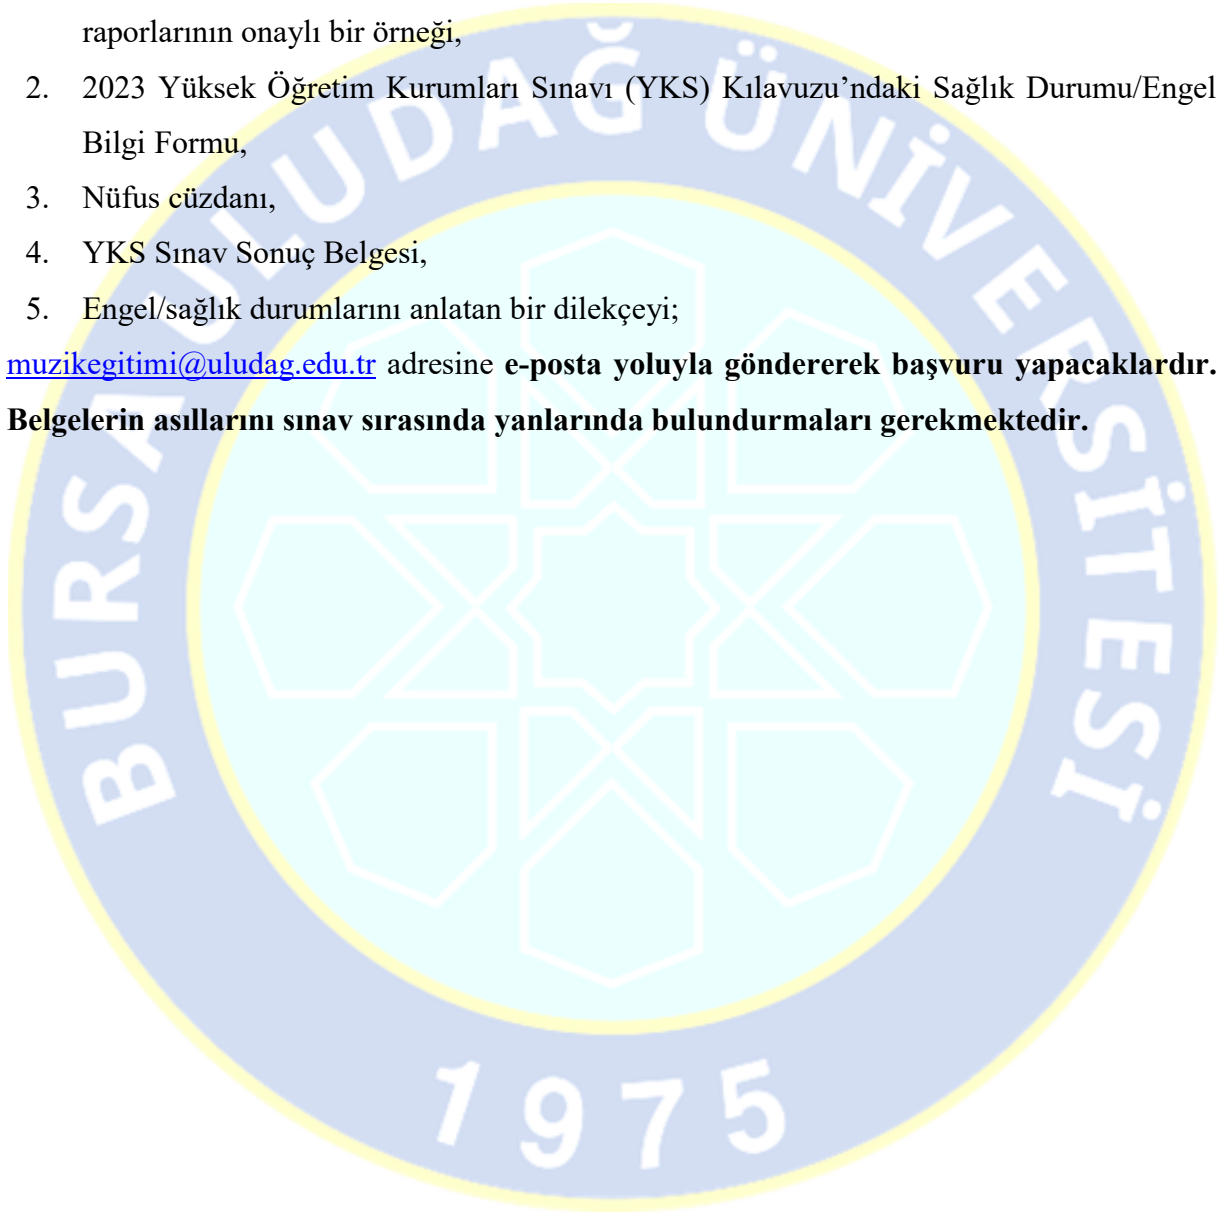 raporlarının onaylı bir örneği,
2. 2023 Yüksek Öğretim Kurumları Sınavı (YKS) Kılavuzu’ndaki Sağlık Durumu/Engel
Bilgi Formu,
3. Nüfus cüzdanı,
4. YKS Sınav Sonuç Belgesi,
5. Engel/sağlık durumlarını anlatan bir dilekçeyi;
muzikegitimi@uludag.edu.tr adresine e-posta yoluyla göndererek başvuru yapacaklardır.
Belgelerin asıllarını sınav sırasında yanlarında bulundurmaları gerekmektedir.
BURSA ULUDAĞ ÜNİVERSİTESİ
1975